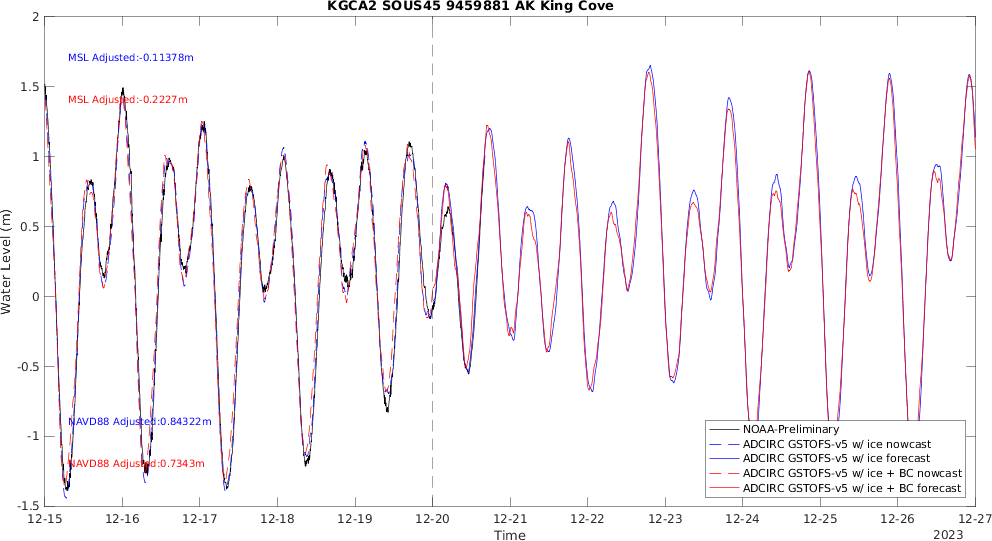 KGCA2 SOUS45 9459881 AK King Cove
2
1.5
1
0.5
0
-0.5
-1
-1.5
Water Level (m)
MSL Adjusted:-0.11378m
MSL Adjusted:-0.2227m
NAVD88 Adjusted:0.84322m
NAVD88 Adjusted:0.7343m
NOAA-Preliminary
ADCIRC GSTOFS-v5 w/ ice nowcast
ADCIRC GSTOFS-v5 w/ ice forecast
ADCIRC GSTOFS-v5 w/ ice + BC nowcast
ADCIRC GSTOFS-v5 w/ ice + BC forecast
12-15 12-16 12-17 12-18 12-19 12-20 12-21 12-22 12-23 12-24 12-25 12-26 12-27
Time
2023